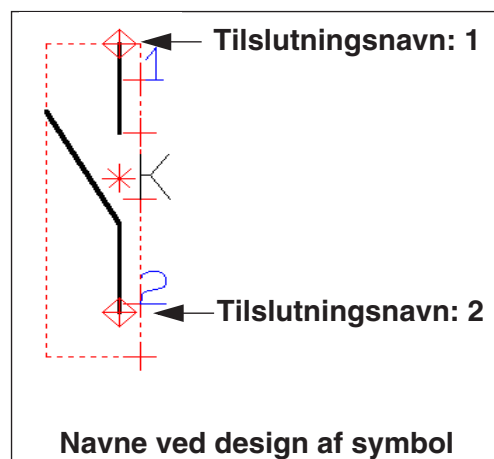 Tilslutningsnavn: 1
1
K
2
Tilslutningsnavn: 2
Navne ved design af symbol